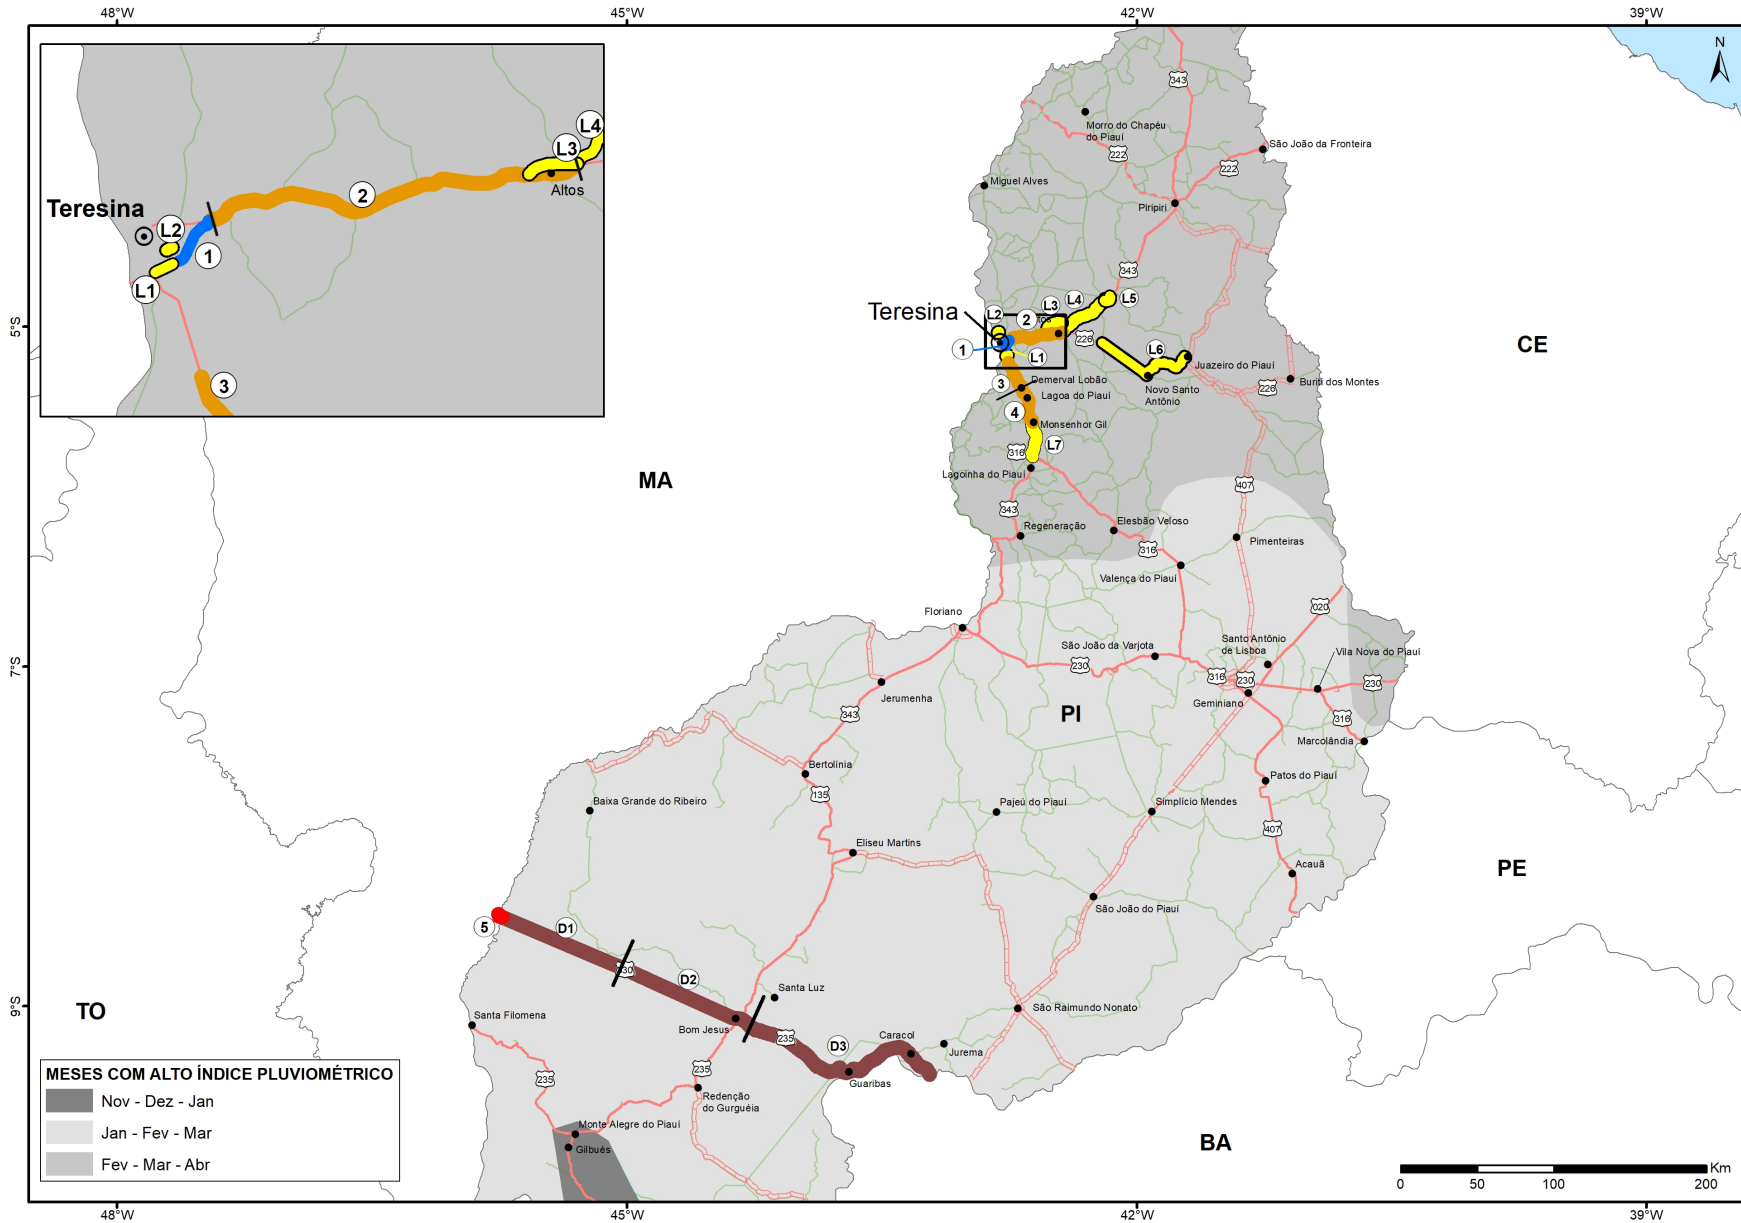 48°W
45°W
42°W
39°W
N
343
Morro do Chapéu
do Piauí
222
São João da Fronteira
222
Miguel Alves
Piripiri
L4
L3
Altos
2
Teresina
L2
1
L1
3
343
L3
L4
L5
Teresina
L2
2
tos
226
5°S
1
L1
L6
Juazeiro do Piauí
CE
3
Demerval Lobão
Lagoa do Piauí
Novo Santo
Antônio
226
Buriti dos Montes
4
Monsenhor Gil
L7
316
Lagoinha do Piauí
MA
407
343
Regeneração
Elesbão Veloso
316
Pimenteiras
Valença do Piauí
Floriano
020
São João da Varjota
Santo Antônio
de Lisboa
Vila Nova do Piauí
7°S
230
316
230
230
Jerumenha
Geminiano
343
PI
316
Marcolândia
Bertolínia
Patos do Piauí
135
Baixa Grande do Ribeiro
Pajeú do Piauí
Simplício Mendes
407
Eliseu Martins
Acauã
PE
São João do Piauí
5
D1
330
D2
Santa Luz
9°S
TO
Santa Filomena
Bom Jesus
São Raimundo Nonato
235
D3
Caracol
Jurema
235
235
Guaribas
Redenção
do Gurguéia
Monte Alegre do Piauí
Gilbués
BA
MESES COM ALTO ÍNDICE PLUVIOMÉTRICO
Nov - Dez - Jan
Jan - Fev - Mar
Fev - Mar - Abr
Km
0
50
100
200
48°W
45°W
42°W
39°W